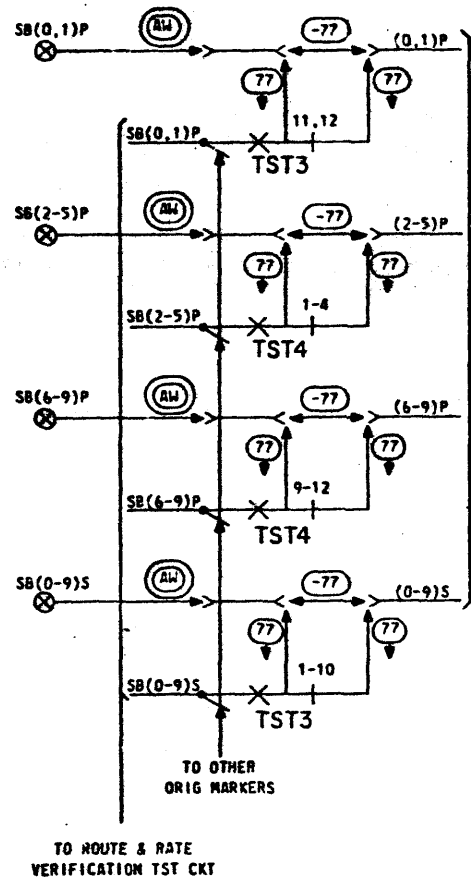 SB(0,1)P AW -77 (0,1)P
77 77
SB(0,1)P 11,12
TST3
SB(2-5)P AW -77 (2-5)P
77 77
SB(2-5)P 1-4
TST4
SB(6-9)P AW -77 (6-9)P
77 77
SB(6-9)P 9-12
TST4
SB(0-9)S AW -77 (0-9)S
77 77
SB(0-9)S 1-10
TST3
TO OTHER
ORIG MARKERS
TO ROUTE & RATE
VERIFICATION TST CKT